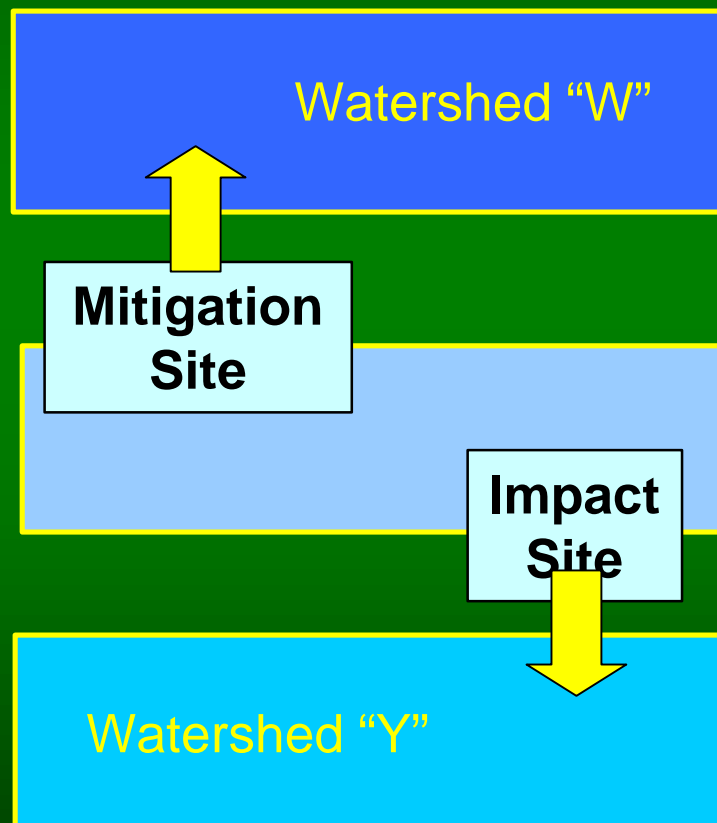 Watershed “W”
Mitigation
Site
Impact
Site
Watershed “Y”